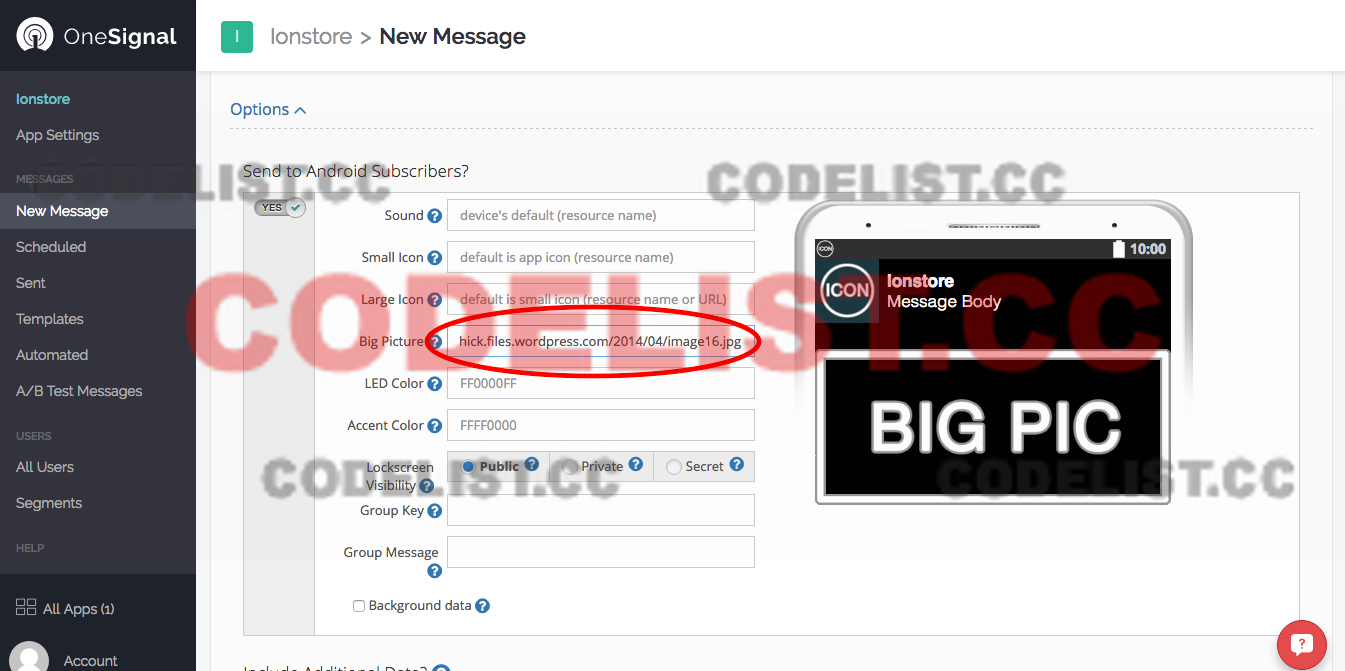 OneSignal
I
Ionstore > New Message
Ionstore
App Settings
MESSAGES
New Message
Scheduled
Sent
Templates
Automated
A/B Test Messages
USERS
All Users
Segments
HELP
All Apps (1)
Account
Options
Send to Android Subscribers?
YES
Sound ? device's default (resource name)
Small Icon ? default is app icon (resource name)
Large Icon ? default is small icon (resource name or URL)
Big Picture ? hick.files.wordpress.com/2014/04/image16.jpg
LED Color ? FF0000FF
Accent Color ? FFFF0000
Lockscreen
Visibility ? Public ? Private ? Secret ?
Group Key ?
Group Message
?
Background data ?
Include Additional Data? ?
ICON 10:00
ICON Ionstore
Message Body
BIG PIC
CODELIST.CC
CODELIST.CC
CODELIST.CC
CODELIST.CC
CODELIST.CC
?